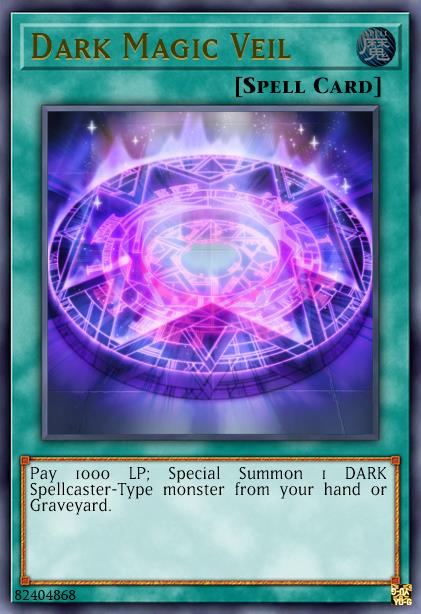 Dark Magic Veil
魔
[Spell Card]
Pay 1000 LP; Special Summon 1 DARK
Spellcaster-Type monster from your hand or
Graveyard.
82404868